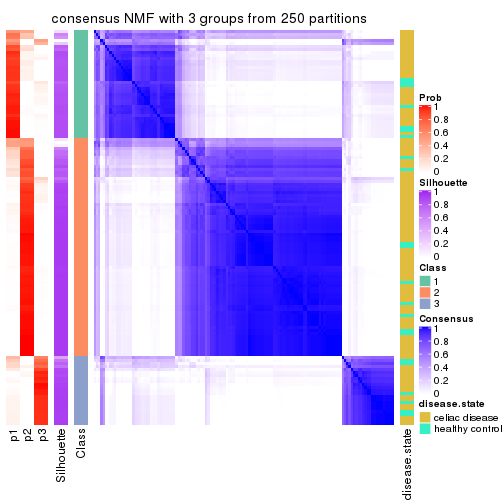 consensus NMF with 3 groups from 250 partitions
Prob
1
0.8
0.6
0.4
0.2
0
Silhouette
1
0.8
0.6
0.4
0.2
0
Class
1
2
3
Consensus
1
0.8
0.6
0.4
0.2
0
disease.state
celiac disease
healthy control
p1
p2
p3
Silhouette
Class
disease.state